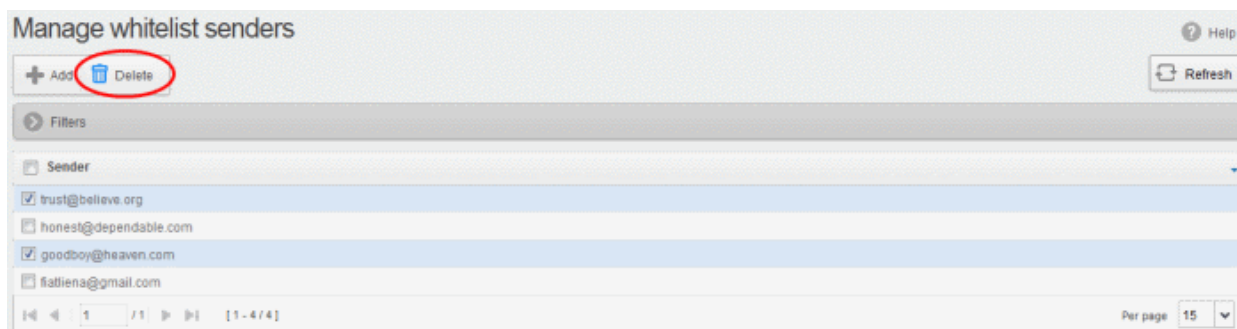 Manage whitelist senders
Help
Add Delete
Refresh
Filters
Sender
trust@believe.org
honest@dependable.com
goodboy@heaven.com
fiatliena@gmail.com
1 / 1 [ 1 - 4 / 4 ] Per page 15